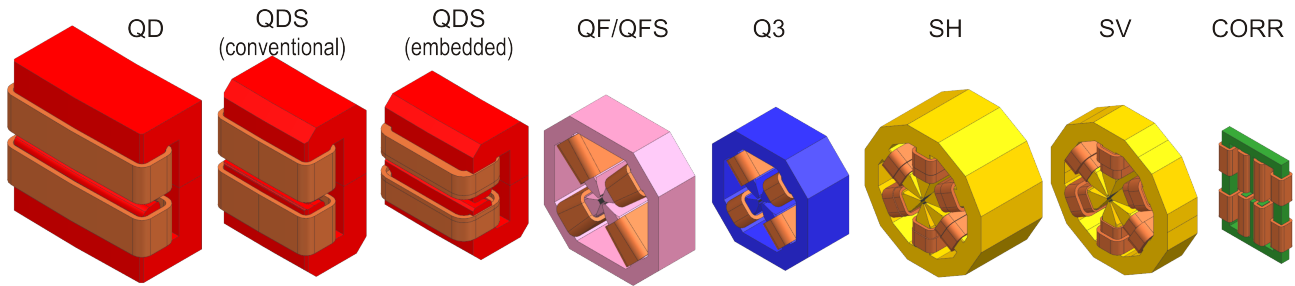 QD
QDS
(conventional)
QDS
(embedded)
QF/QFS
Q3
SH
SV
CORR